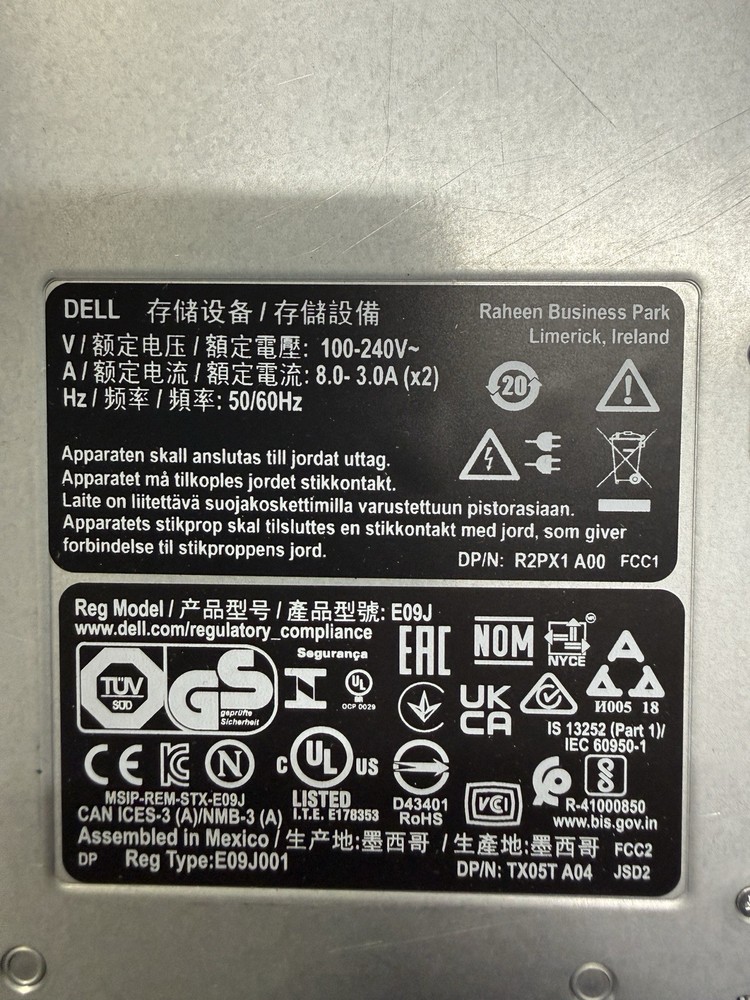 DELL 存储设备 / 存儲設備
Raheen Business Park
Limerick, Ireland
V / 额定电压 / 額定電壓: 100-240V~
A / 额定电流 / 額定電流: 8.0- 3.0A (x2)
Hz / 频率 / 頻率: 50/60Hz
20
Apparaten skall anslutas till jordat uttag.
Apparatet må tilkoples jordet stikkontakt.
Laite on liitettävä suojakoskettimilla varustettuun pistorasiaan.
Apparatets stikprop skal tilsluttes en stikkontakt med jord, som giver
forbindelse til stikproppens jord.
DP/N: R2PX1 A00 FCC1
Reg Model / 产品型号 / 產品型號: E09J
www.dell.com/regulatory_compliance
TÜV
SÜD
GS
geprüfte
Sicherheit
Segurança
UL
OCP 0029
EAC
NOM
NYCE
UK
CA
И005 18
IS 13252 (Part 1)/
IEC 60950-1
CE
N
MSIP-REM-STX-E09J
CAN ICES-3 (A)/NMB-3 (A)
C UL US
LISTED
I.T.E. E178353
D43401
RoHS
VCCI
R-41000850
www.bis.gov.in
Assembled in Mexico / 生产地:墨西哥 / 生產地:墨西哥 FCC2
DP Reg Type:E09J001
DP/N: TX05T A04 JSD2